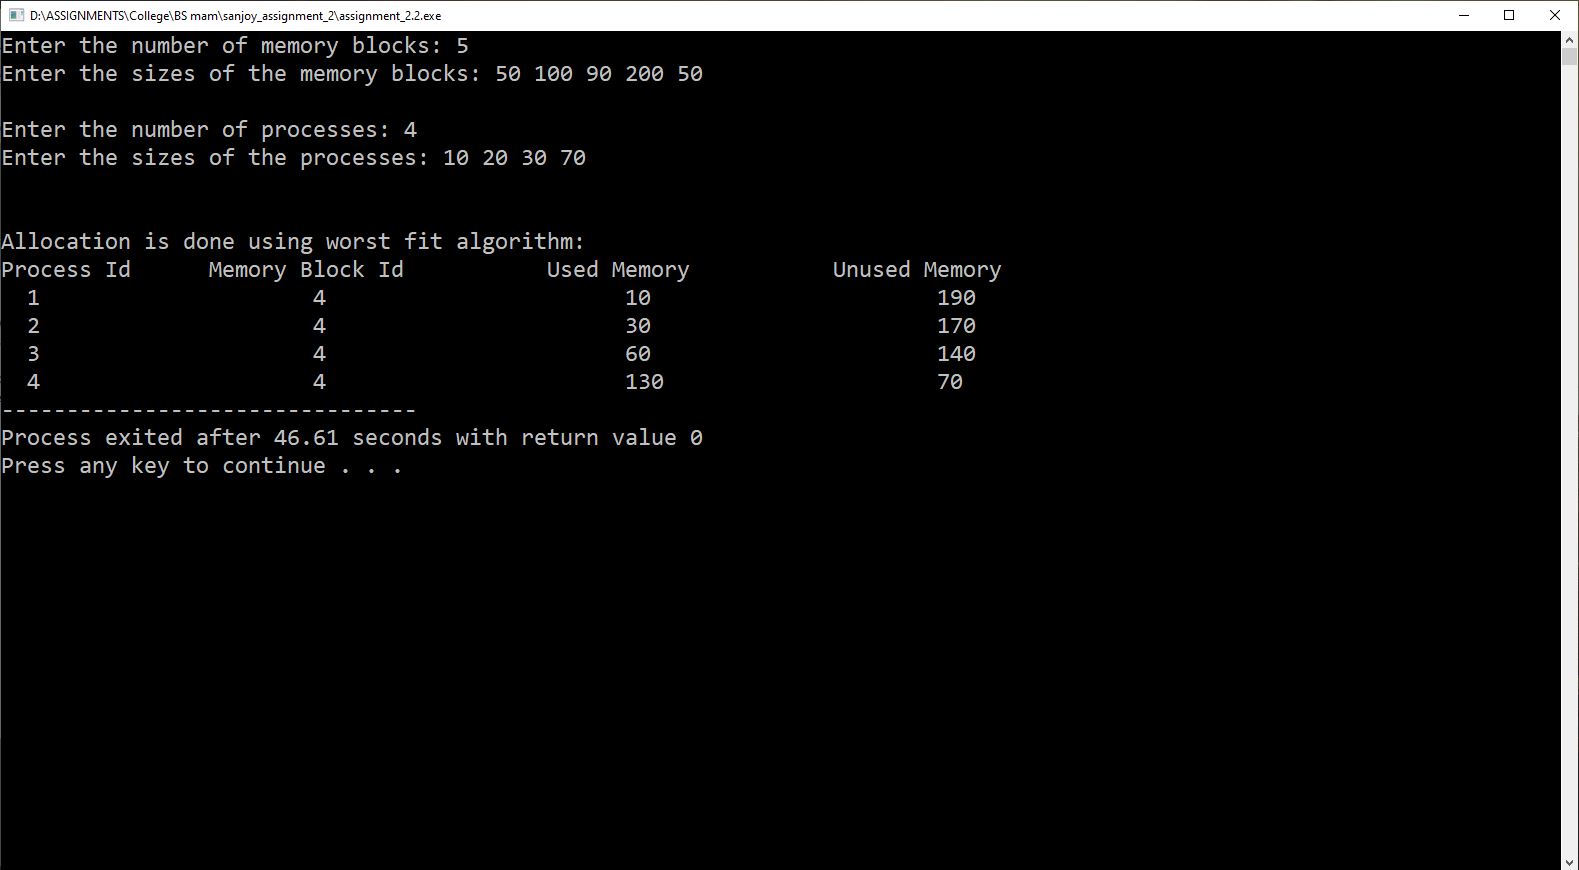 D:\ASSIGNMENTS\College\BS mam\sanjoy_assignment_2\assignment_2.2.exe
Enter the number of memory blocks: 5
Enter the sizes of the memory blocks: 50 100 90 200 50
Enter the number of processes: 4
Enter the sizes of the processes: 10 20 30 70
Allocation is done using worst fit algorithm:
Process Id      Memory Block Id           Used Memory           Unused Memory
  1                     4                       10                      190
  2                     4                       30                      170
  3                     4                       60                      140
  4                     4                       130                     70
--------------------------------
Process exited after 46.61 seconds with return value 0
Press any key to continue . . .